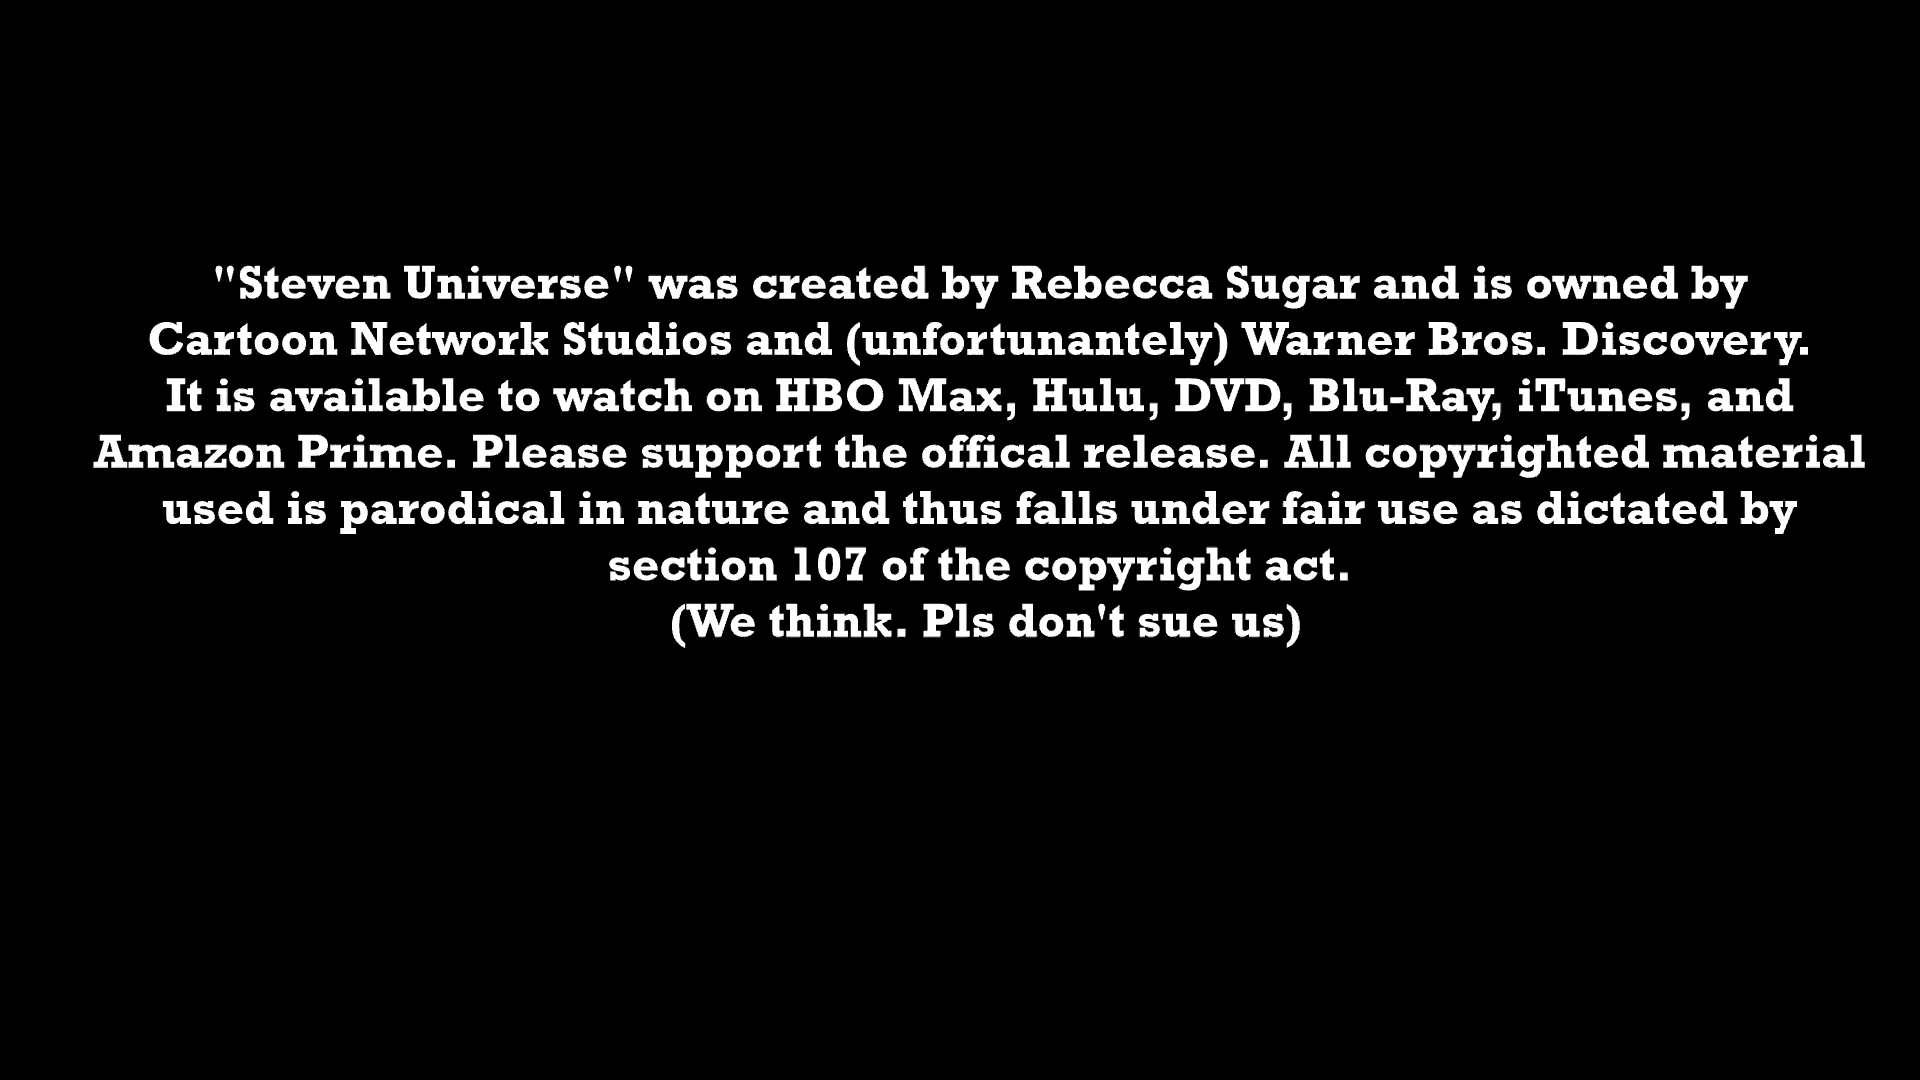 "Steven Universe" was created by Rebecca Sugar and is owned by
Cartoon Network Studios and (unfortunantely) Warner Bros. Discovery.
It is available to watch on HBO Max, Hulu, DVD, Blu-Ray, iTunes, and
Amazon Prime. Please support the offical release. All copyrighted material
used is parodical in nature and thus falls under fair use as dictated by
section 107 of the copyright act.
(We think. Pls don't sue us)